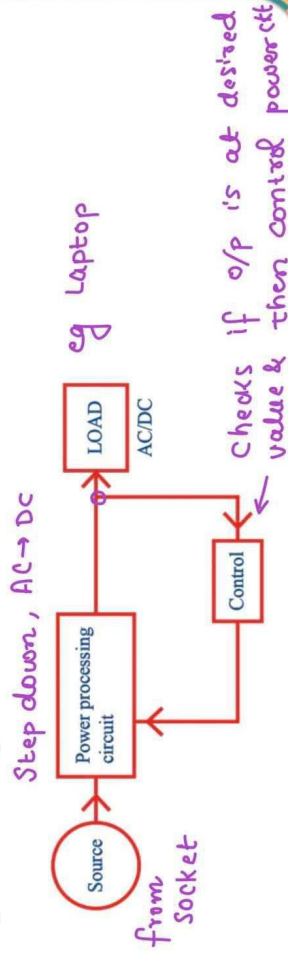 Step down, AC→DC
Source
from
socket
Power processing
circuit
LOAD
AC/DC
eg Laptop
Control
checks if o/p is at desired
value & then control power ckt